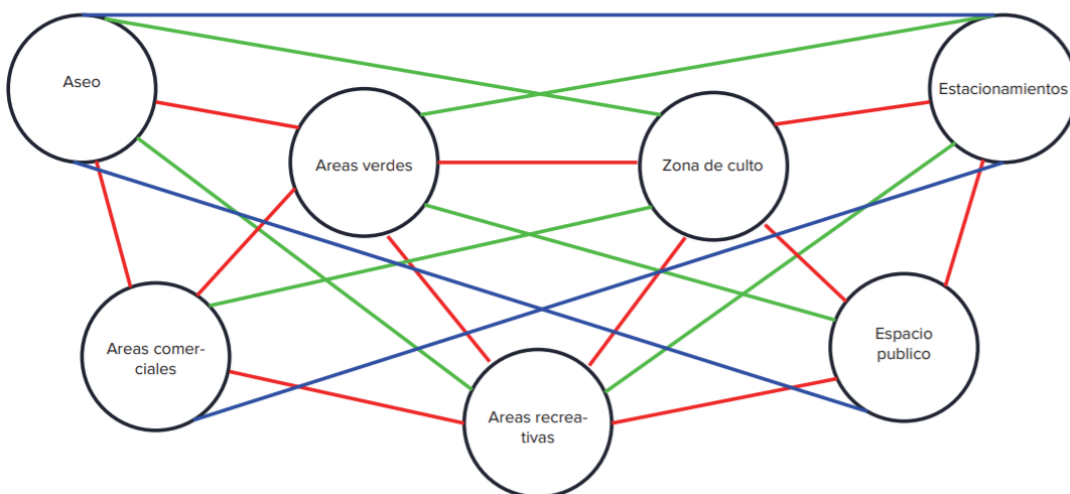 Aseo
Estacionamientos
Areas verdes
Zona de culto
Areas comer-
ciales
Espacio
publico
Areas recrea-
tivas